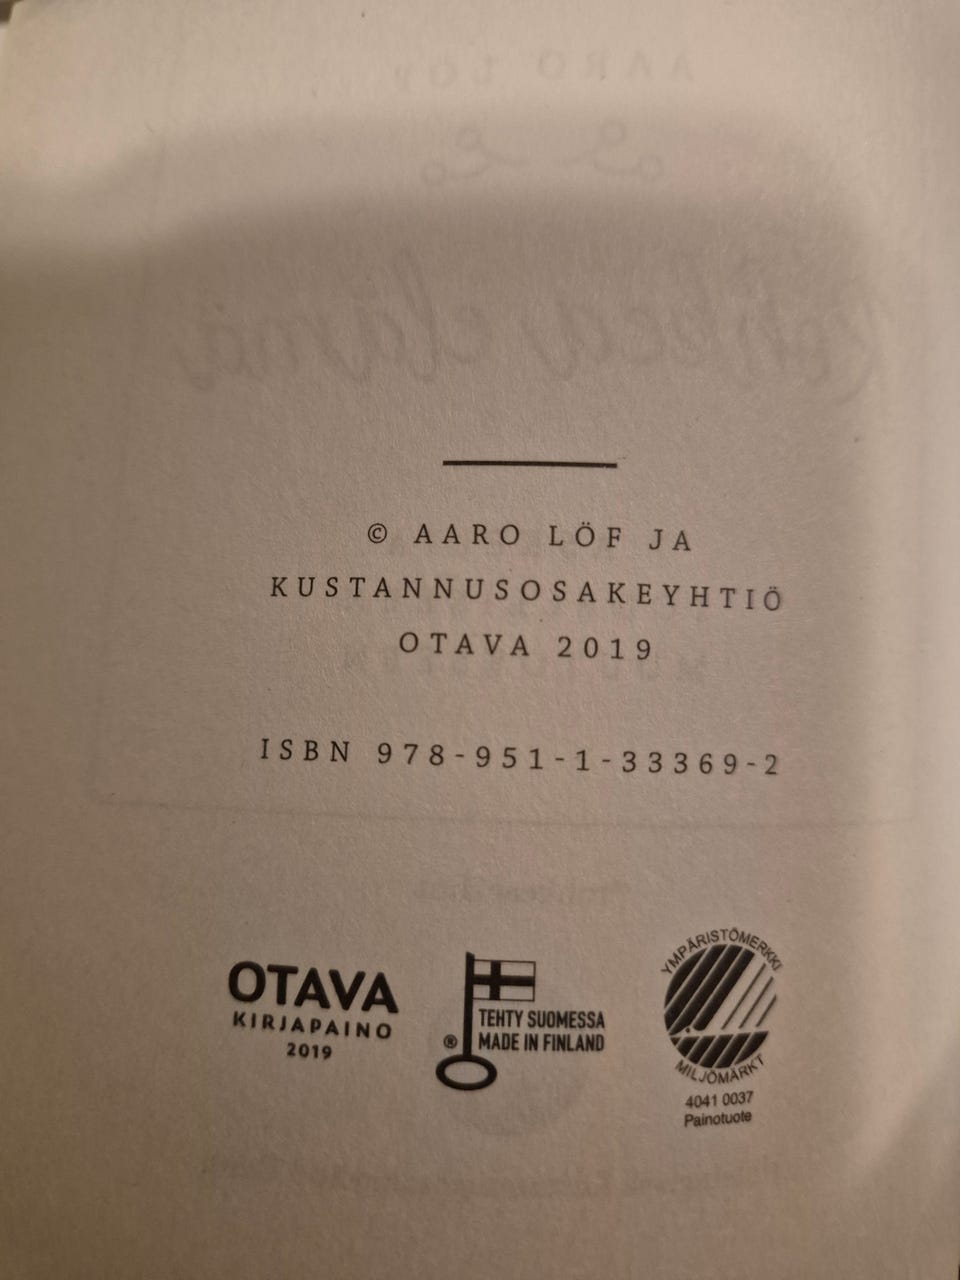 © AARO LÖF JA
KUSTANNUSOSAKEYHTIÖ
OTAVA 2019
ISBN 978-951-1-33369-2
OTAVA
KIRJAPAINO
2019
TEHTY SUOMESSA
® MADE IN FINLAND
YMPÄRISTÖMERKKI
MILJÖMÄRKT
4041 0037
Painotuote